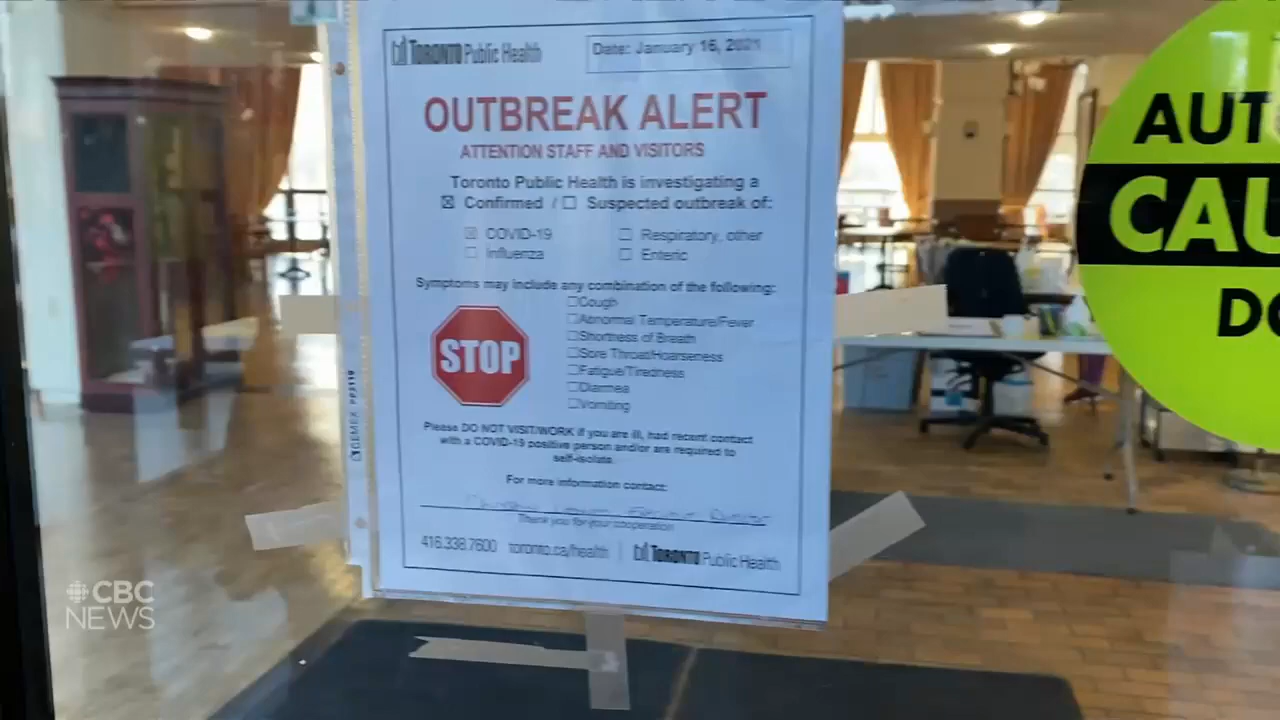 TORONTO Public Health
Date: January 16, 2021
OUTBREAK ALERT
ATTENTION STAFF AND VISITORS
Toronto Public Health is investigating a
☒ Confirmed / ☐ Suspected outbreak of:
☒ COVID-19 ☐ Respiratory, other
☐ Influenza ☐ Enteric
Symptoms may include any combination of the following:
☐Cough
☐Abnormal Temperature/Fever
☐Shortness of Breath
☐Sore Throat/Hoarseness
☐Fatigue/Tiredness
☐Diarrhea
☐Vomiting
STOP
Please DO NOT VISIT/WORK if you are ill, had recent contact
with a COVID-19 positive person and/or are required to
self-isolate.
For more information contact:
Executive Director
Thank you for your cooperation
416.338.7600 toronto.ca/health | TORONTO Public Health
GEMEX PP2119
AUT
CAU
DO
CBC
NEWS